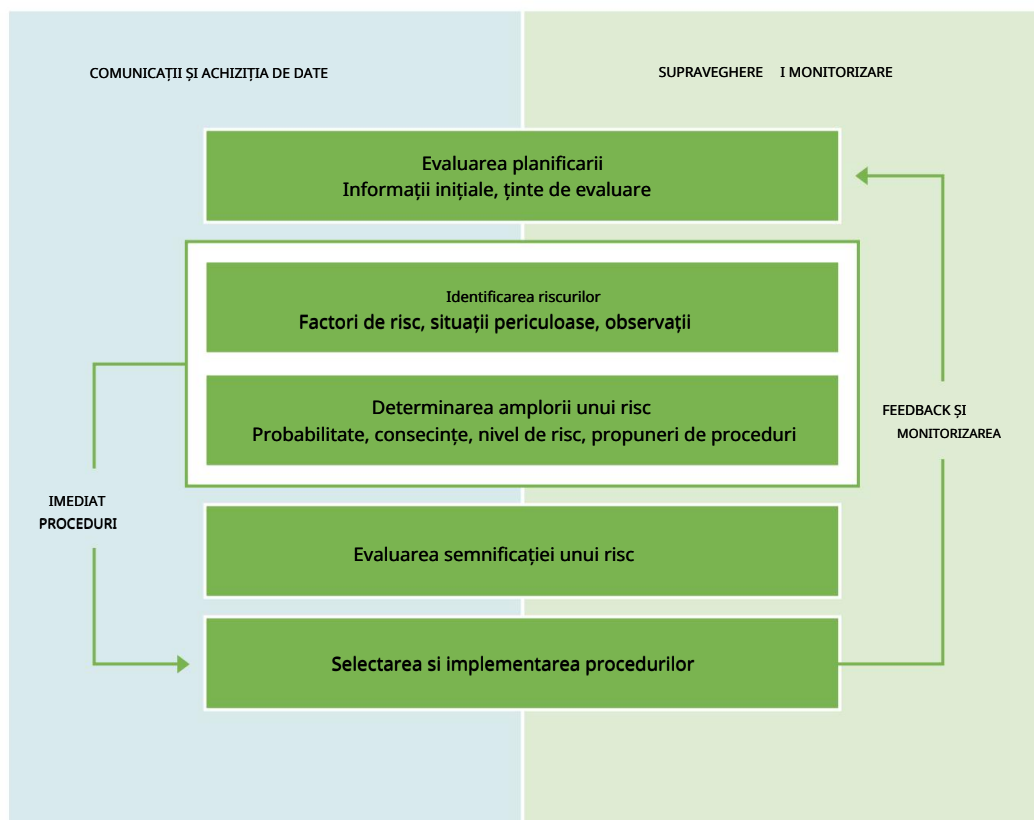 COMUNICAȚII ȘI ACHIZIȚIA DE DATE
SUPRAVEGHERE I MONITORIZARE
Evaluarea planificarii
Informații inițiale, ținte de evaluare
Identificarea riscurilor
Factori de risc, situații periculoase, observații
Determinarea amplorii unui risc
Probabilitate, consecințe, nivel de risc, propuneri de proceduri
FEEDBACK ȘI
MONITORIZAREA
IMEDIAT
PROCEDURI
Evaluarea semnificației unui risc
Selectarea si implementarea procedurilor